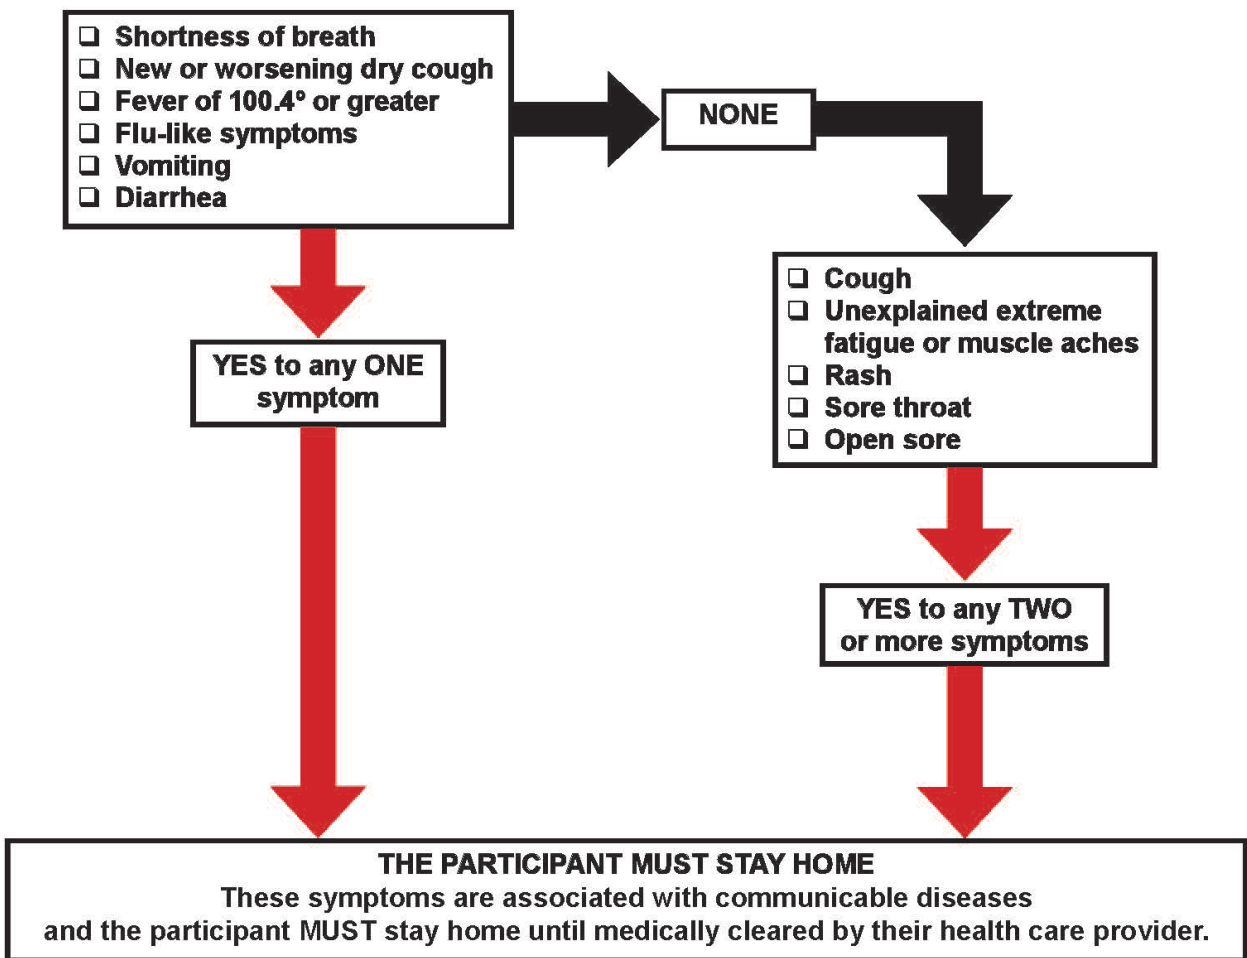 ❑ Shortness of breath
❑ New or worsening dry cough
❑ Fever of 100.4º or greater
❑ Flu-like symptoms
❑ Vomiting
❑ Diarrhea
NONE
YES to any ONE
symptom
❑ Cough
❑ Unexplained extreme
fatigue or muscle aches
❑ Rash
❑ Sore throat
❑ Open sore
YES to any TWO
or more symptoms
THE PARTICIPANT MUST STAY HOME
These symptoms are associated with communicable diseases
and the participant MUST stay home until medically cleared by their health care provider.